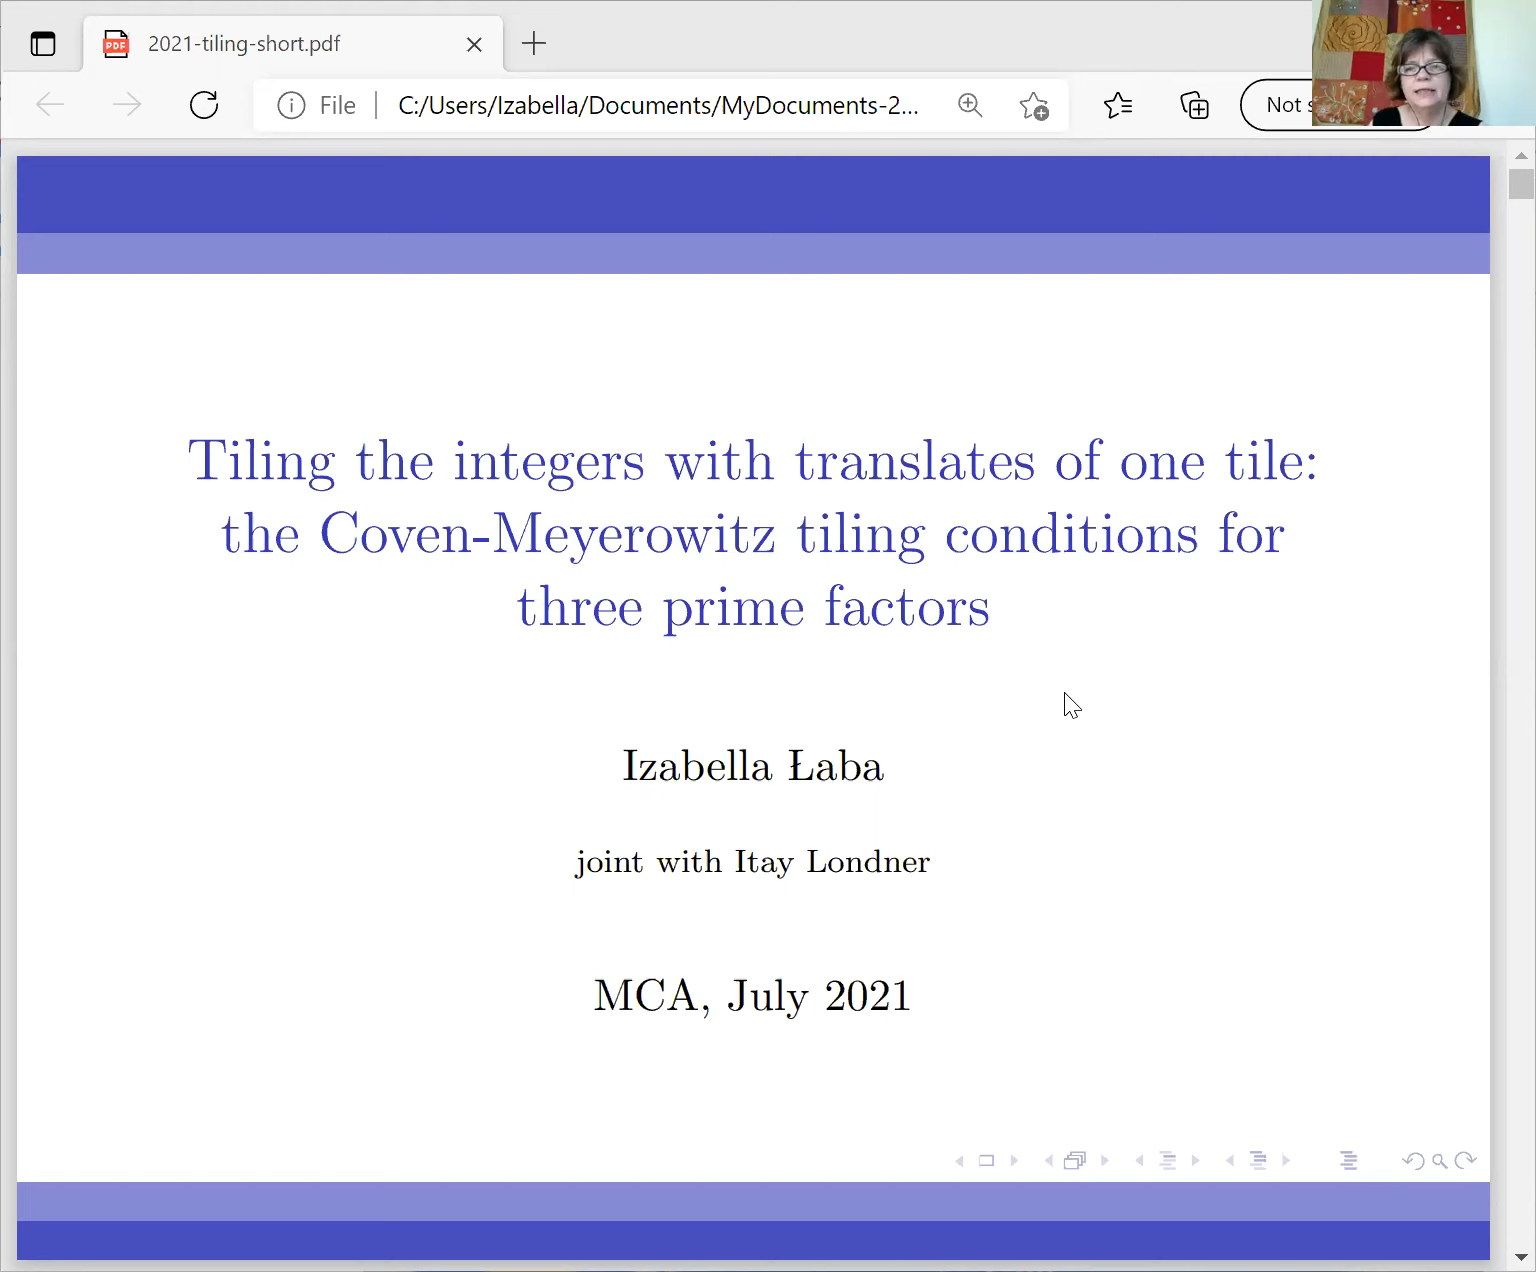 2021-tiling-short.pdf
PDF
File
C:/Users/Izabella/Documents/MyDocuments-2...
Not
Tiling the integers with translates of one tile:
the Coven-Meyerowitz tiling conditions for
three prime factors
Izabella Łaba
joint with Itay Londner
MCA, July 2021